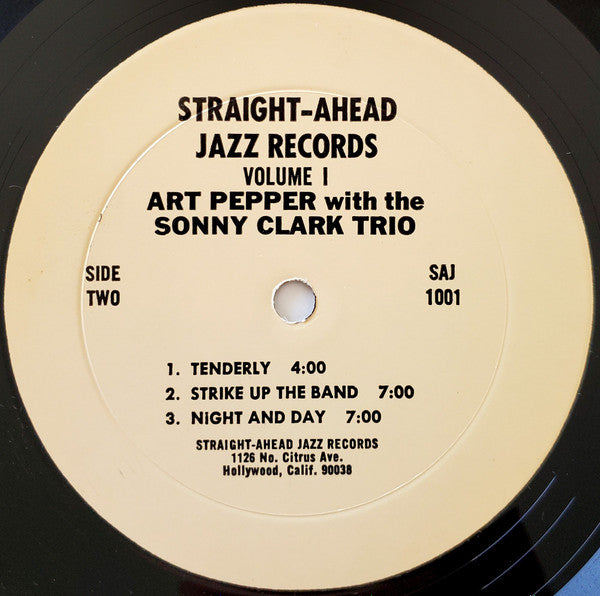 STRAIGHT-AHEAD
JAZZ RECORDS
VOLUME I
ART PEPPER with the
SONNY CLARK TRIO
SIDE
TWO
SAJ
1001
1. TENDERLY 4:00
2. STRIKE UP THE BAND 7:00
3. NiGHT AND DAY 7:00
STRAIGHT-AHEAD JAZZ RECORDS
1126 No. Citrus Ave.
Hollywood, Calif. 90038